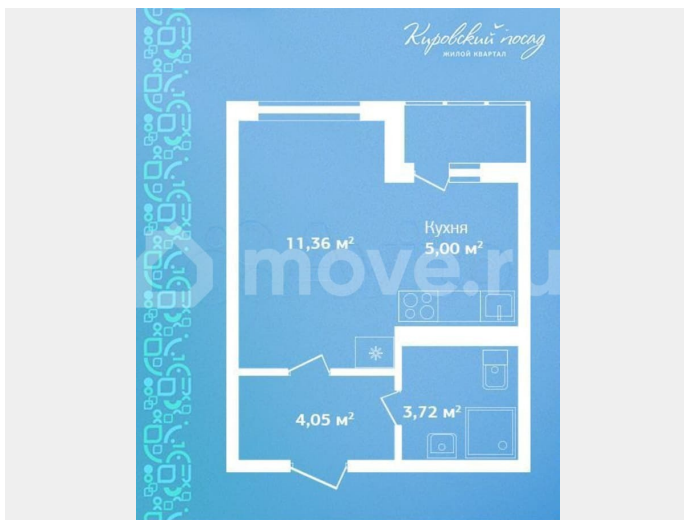 Кировский посад
ЖИЛОЙ КВАРТАЛ
Кухня
11,36 м²
5,00 м²
move.ru
4,05 м²
3,72 м²